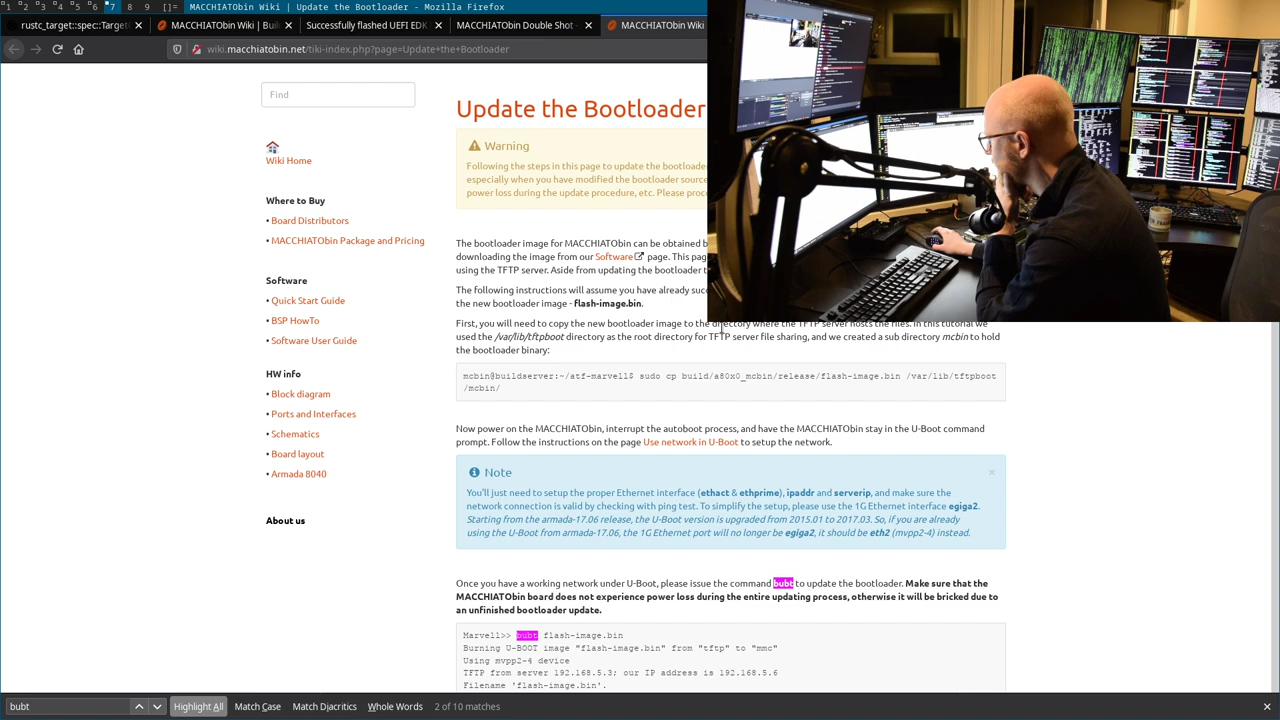 1 2 3 4 5 6 7 8 9 []= MACCHIATObin Wiki | Update the Bootloader - Mozilla Firefox
rustc_target::spec::Target
MACCHIATObin Wiki | Buil
Successfully flashed UEFI EDK
MACCHIATObin Double Shot -
MACCHIATObin Wiki
wiki.macchiatobin.net/tiki-index.php?page=Update+the+Bootloader
Find
Wiki Home
Where to Buy
• Board Distributors
• MACCHIATObin Package and Pricing
Software
• Quick Start Guide
• BSP HowTo
• Software User Guide
HW info
• Block diagram
• Ports and Interfaces
• Schematics
• Board layout
• Armada 8040
About us
Update the Bootloader
Warning
Following the steps in this page to update the bootloade
especially when you have modified the bootloader sourc
power loss during the update procedure, etc. Please proc
The bootloader image for MACCHIATObin can be obtained b
downloading the image from our Software page. This pag
using the TFTP server. Aside from updating the bootloader t
The following instructions will assume you have already succ
the new bootloader image - flash-image.bin.
First, you will need to copy the new bootloader image to the directory where the TFTP server hosts the files. In this tutorial we
used the /var/lib/tftpboot directory as the root directory for TFTP server file sharing, and we created a sub directory mcbin to hold
the bootloader binary:
mcbin@buildserver:~/atf-marvell$ sudo cp build/a80x0_mcbin/release/flash-image.bin /var/lib/tftpboot
/mcbin/
Now power on the MACCHIATObin, interrupt the autoboot process, and have the MACCHIATObin stay in the U-Boot command
prompt. Follow the instructions on the page Use network in U-Boot to setup the network.
Note ×
You'll just need to setup the proper Ethernet interface (ethact & ethprime), ipaddr and serverip, and make sure the
network connection is valid by checking with ping test. To simplify the setup, please use the 1G Ethernet interface egiga2.
Starting from the armada-17.06 release, the U-Boot version is upgraded from 2015.01 to 2017.03. So, if you are already
using the U-Boot from armada-17.06, the 1G Ethernet port will no longer be egiga2, it should be eth2 (mvpp2-4) instead.
Once you have a working network under U-Boot, please issue the command bubt to update the bootloader. Make sure that the
MACCHIATObin board does not experience power loss during the entire updating process, otherwise it will be bricked due to
an unfinished bootloader update.
Marvell>> bubt flash-image.bin
Burning U-BOOT image "flash-image.bin" from "tftp" to "mmc"
Using mvpp2-4 device
TFTP from server 192.168.5.3; our IP address is 192.168.5.6
Filename 'flash-image.bin'.
bubt Highlight All Match Case Match Diacritics Whole Words 2 of 10 matches